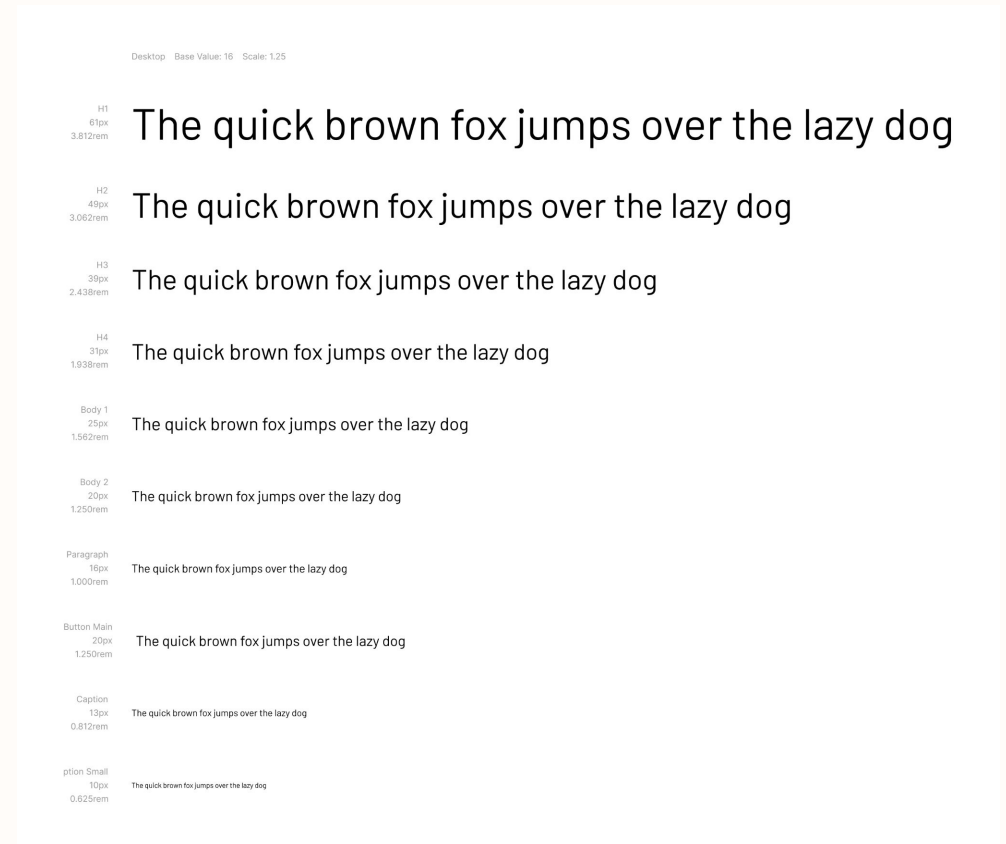 Desktop Base Value: 16 Scale: 1.25
H1
61px
3.812rem
The quick brown fox jumps over the lazy dog
H2
49px
3.062rem
The quick brown fox jumps over the lazy dog
H3
39px
2.438rem
The quick brown fox jumps over the lazy dog
H4
31px
1.938rem
The quick brown fox jumps over the lazy dog
Body 1
25px
1.562rem
The quick brown fox jumps over the lazy dog
Body 2
20px
1.250rem
The quick brown fox jumps over the lazy dog
Paragraph
16px
1.000rem
The quick brown fox jumps over the lazy dog
Button Main
20px
1.250rem
The quick brown fox jumps over the lazy dog
Caption
13px
0.812rem
The quick brown fox jumps over the lazy dog
ption Small
10px
0.625rem
The quick brown fox jumps over the lazy dog